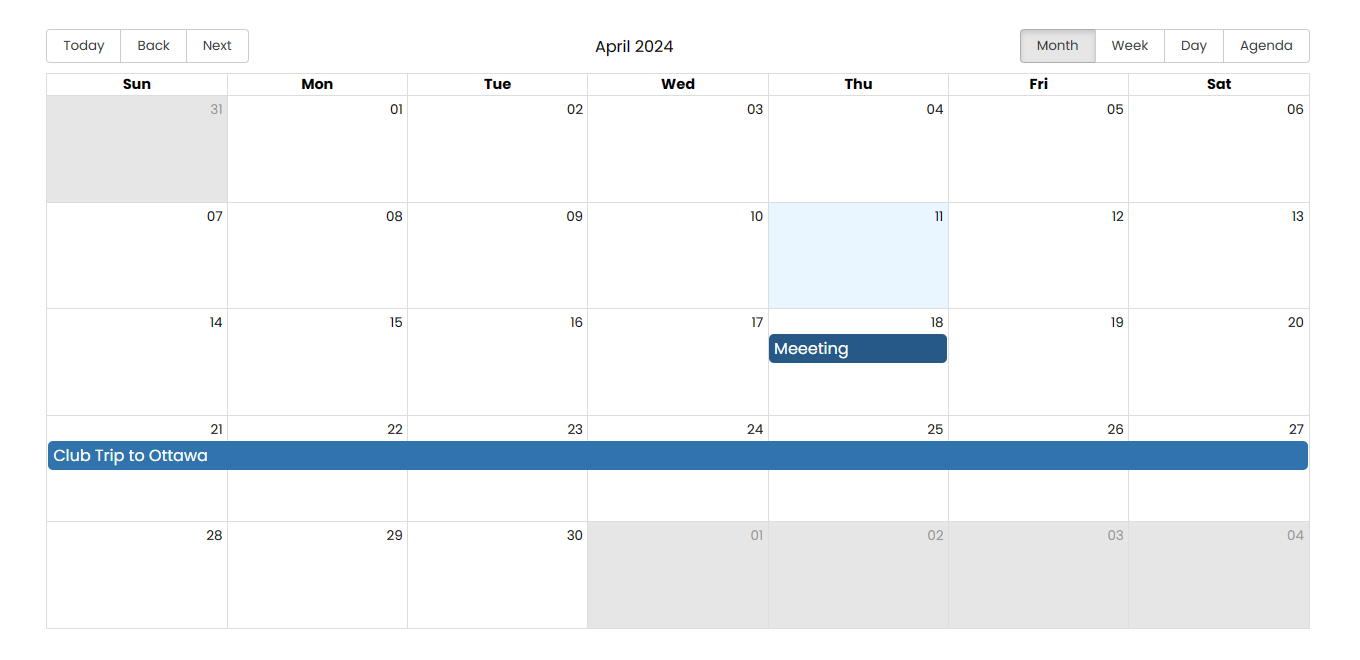 Today Back Next April 2024 Month Week Day Agenda
Sun Mon Tue Wed Thu Fri Sat
31 01 02 03 04 05 06
07 08 09 10 11 12 13
14 15 16 17 18 19 20
Meeeting
21 22 23 24 25 26 27
Club Trip to Ottawa
28 29 30 01 02 03 04